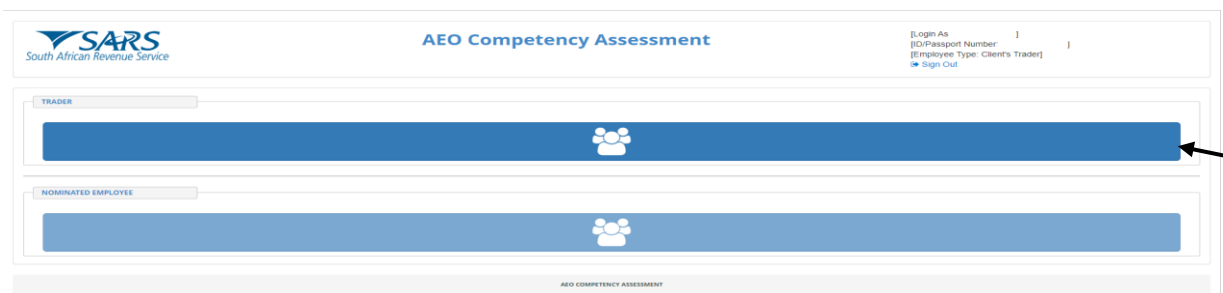 SARS
South African Revenue Service
AEO Competency Assessment
[Login As ]
[ID/Passport Number: ]
[Employee Type: Client's Trader]
Sign Out
TRADER
NOMINATED EMPLOYEE
AEO COMPETENCY ASSESSMENT